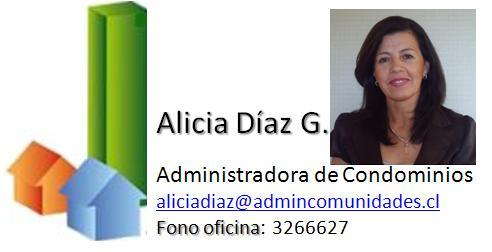 Alicia Díaz G.
Administradora de Condominios
aliciadiaz@admincomunidades.cl
Fono oficina: 3266627